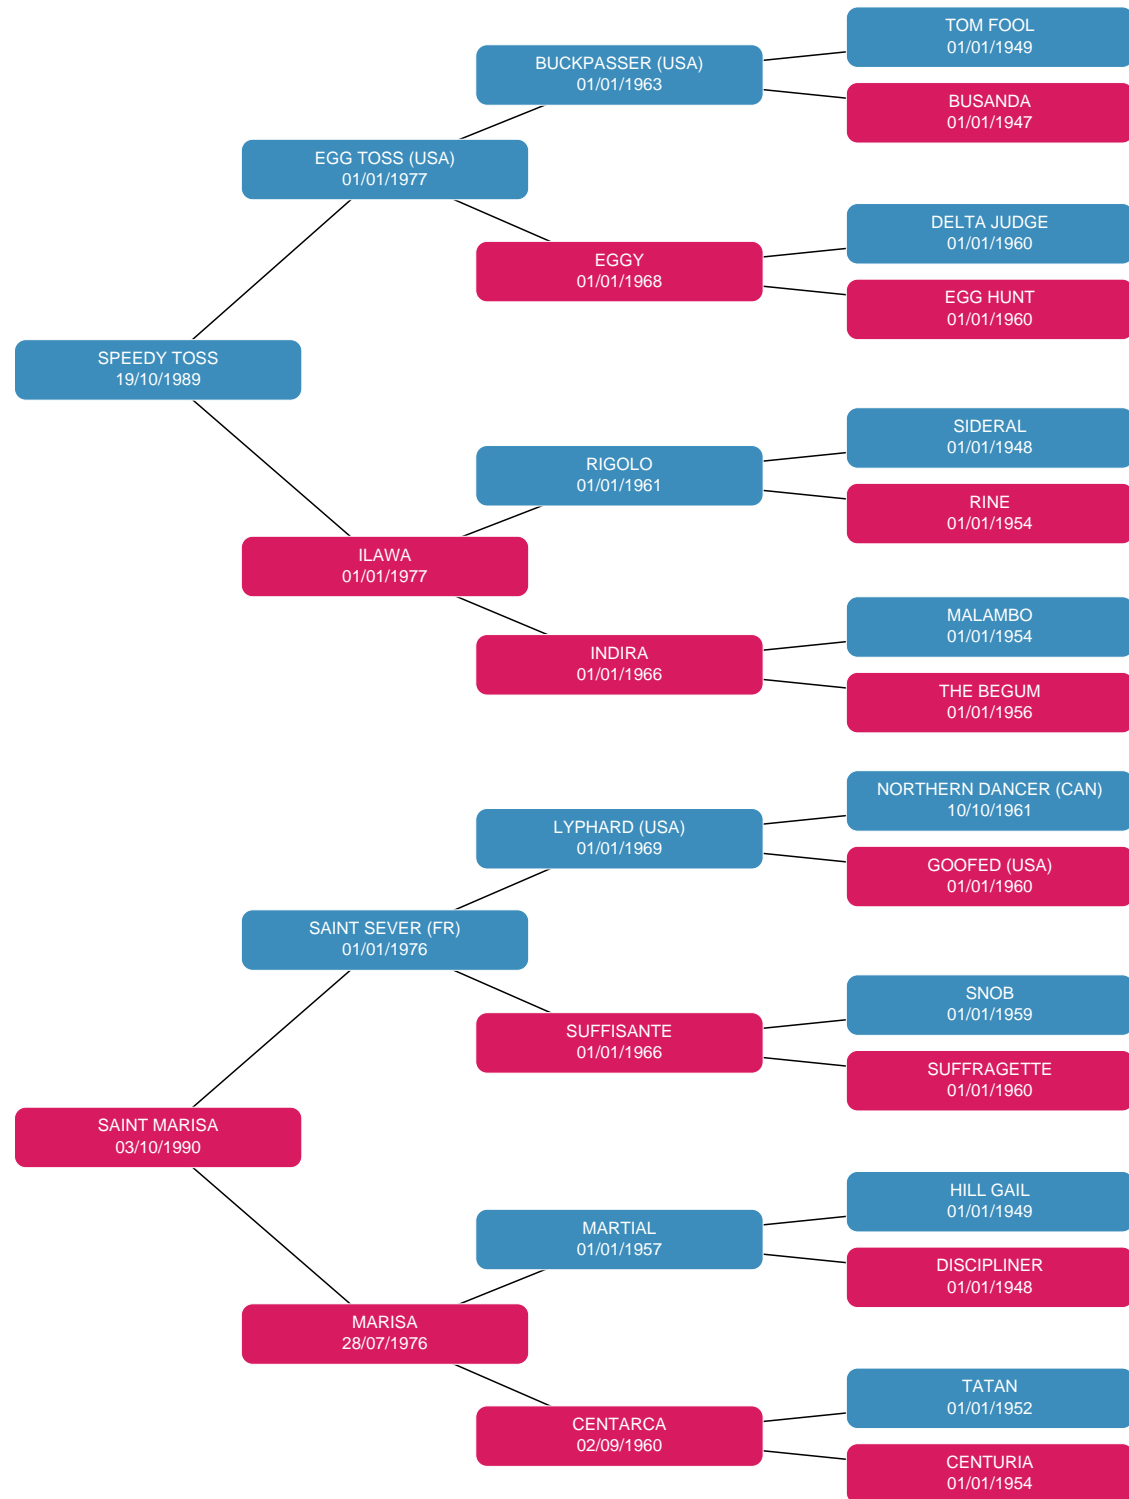 TOM FOOL
01/01/1949
BUCKPASSER (USA)
01/01/1963
BUSANDA
01/01/1947
EGG TOSS (USA)
01/01/1977
DELTA JUDGE
01/01/1960
EGGY
01/01/1968
EGG HUNT
01/01/1960
SPEEDY TOSS
19/10/1989
SIDERAL
01/01/1948
RIGOLO
01/01/1961
RINE
01/01/1954
ILAWA
01/01/1977
MALAMBO
01/01/1954
INDIRA
01/01/1966
THE BEGUM
01/01/1956
NORTHERN DANCER (CAN)
10/10/1961
LYPHARD (USA)
01/01/1969
GOOFED (USA)
01/01/1960
SAINT SEVER (FR)
01/01/1976
SNOB
01/01/1959
SUFFISANTE
01/01/1966
SUFFRAGETTE
01/01/1960
SAINT MARISA
03/10/1990
HILL GAIL
01/01/1949
MARTIAL
01/01/1957
DISCIPLINER
01/01/1948
MARISA
28/07/1976
TATAN
01/01/1952
CENTARCA
02/09/1960
CENTURIA
01/01/1954